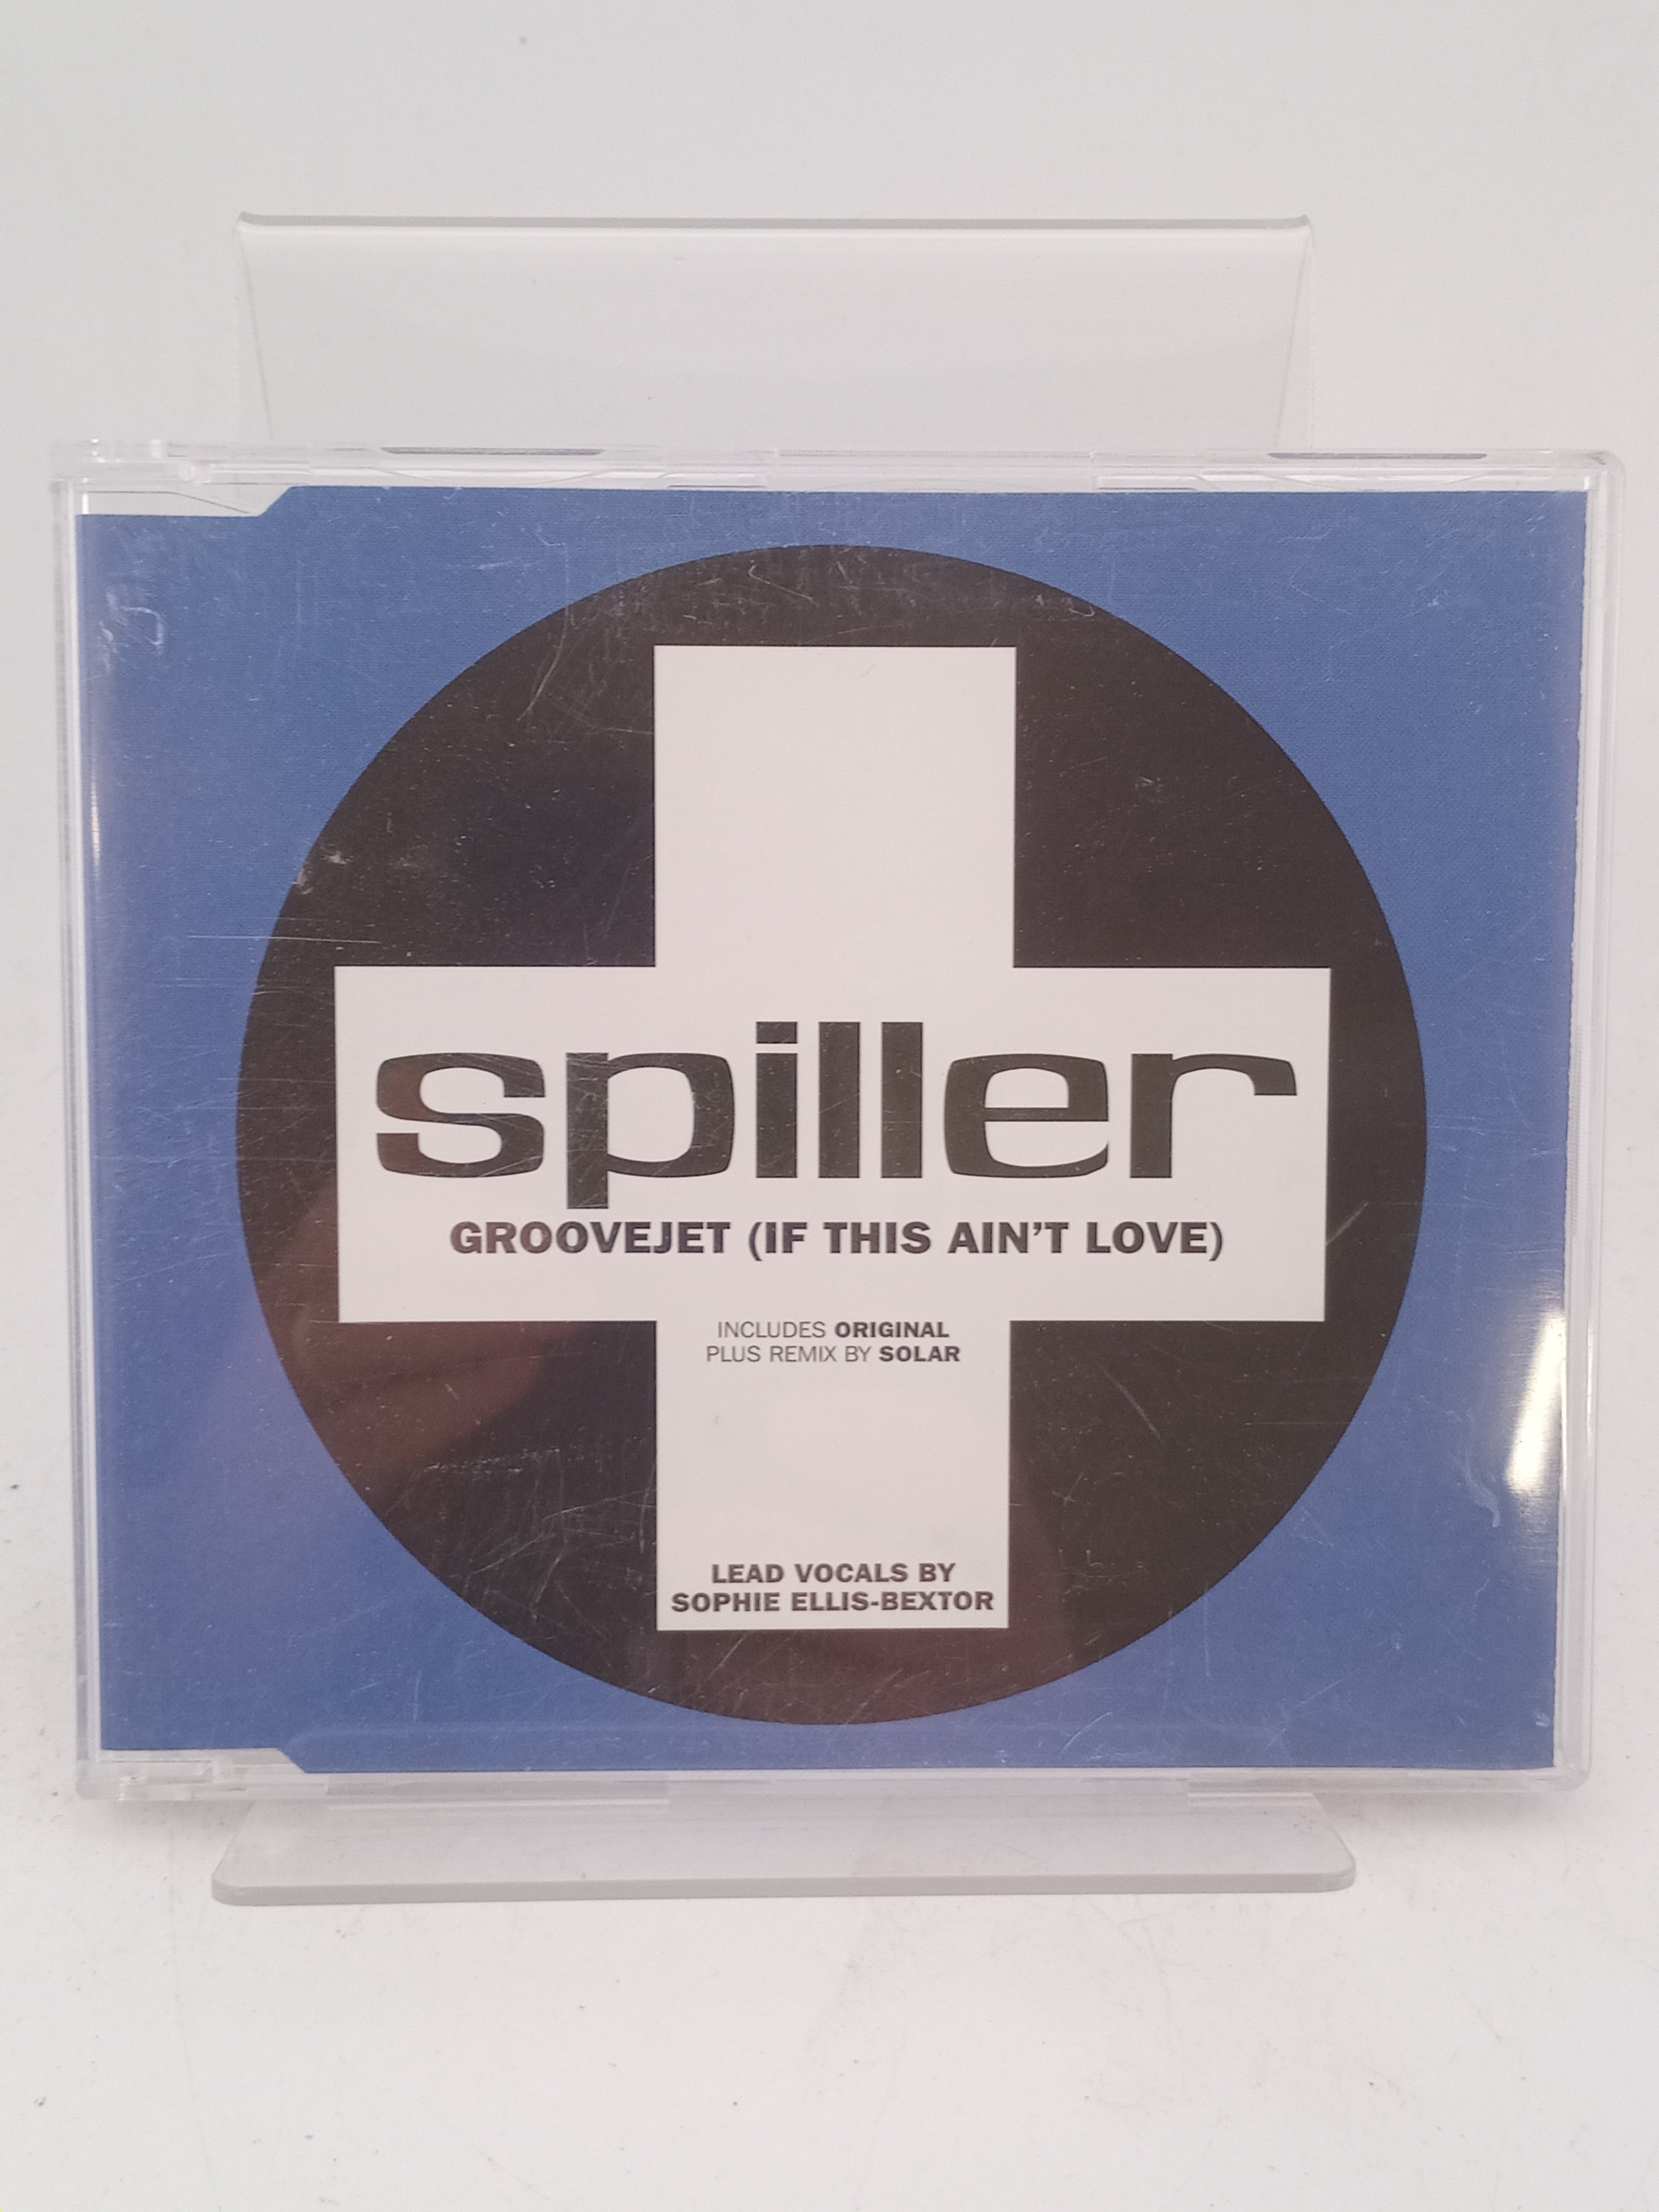 spiller
GROOVEJET (IF THIS AIN'T LOVE)
INCLUDES ORIGINAL
PLUS REMIX BY SOLAR
LEAD VOCALS BY
SOPHIE ELLIS-BEXTOR